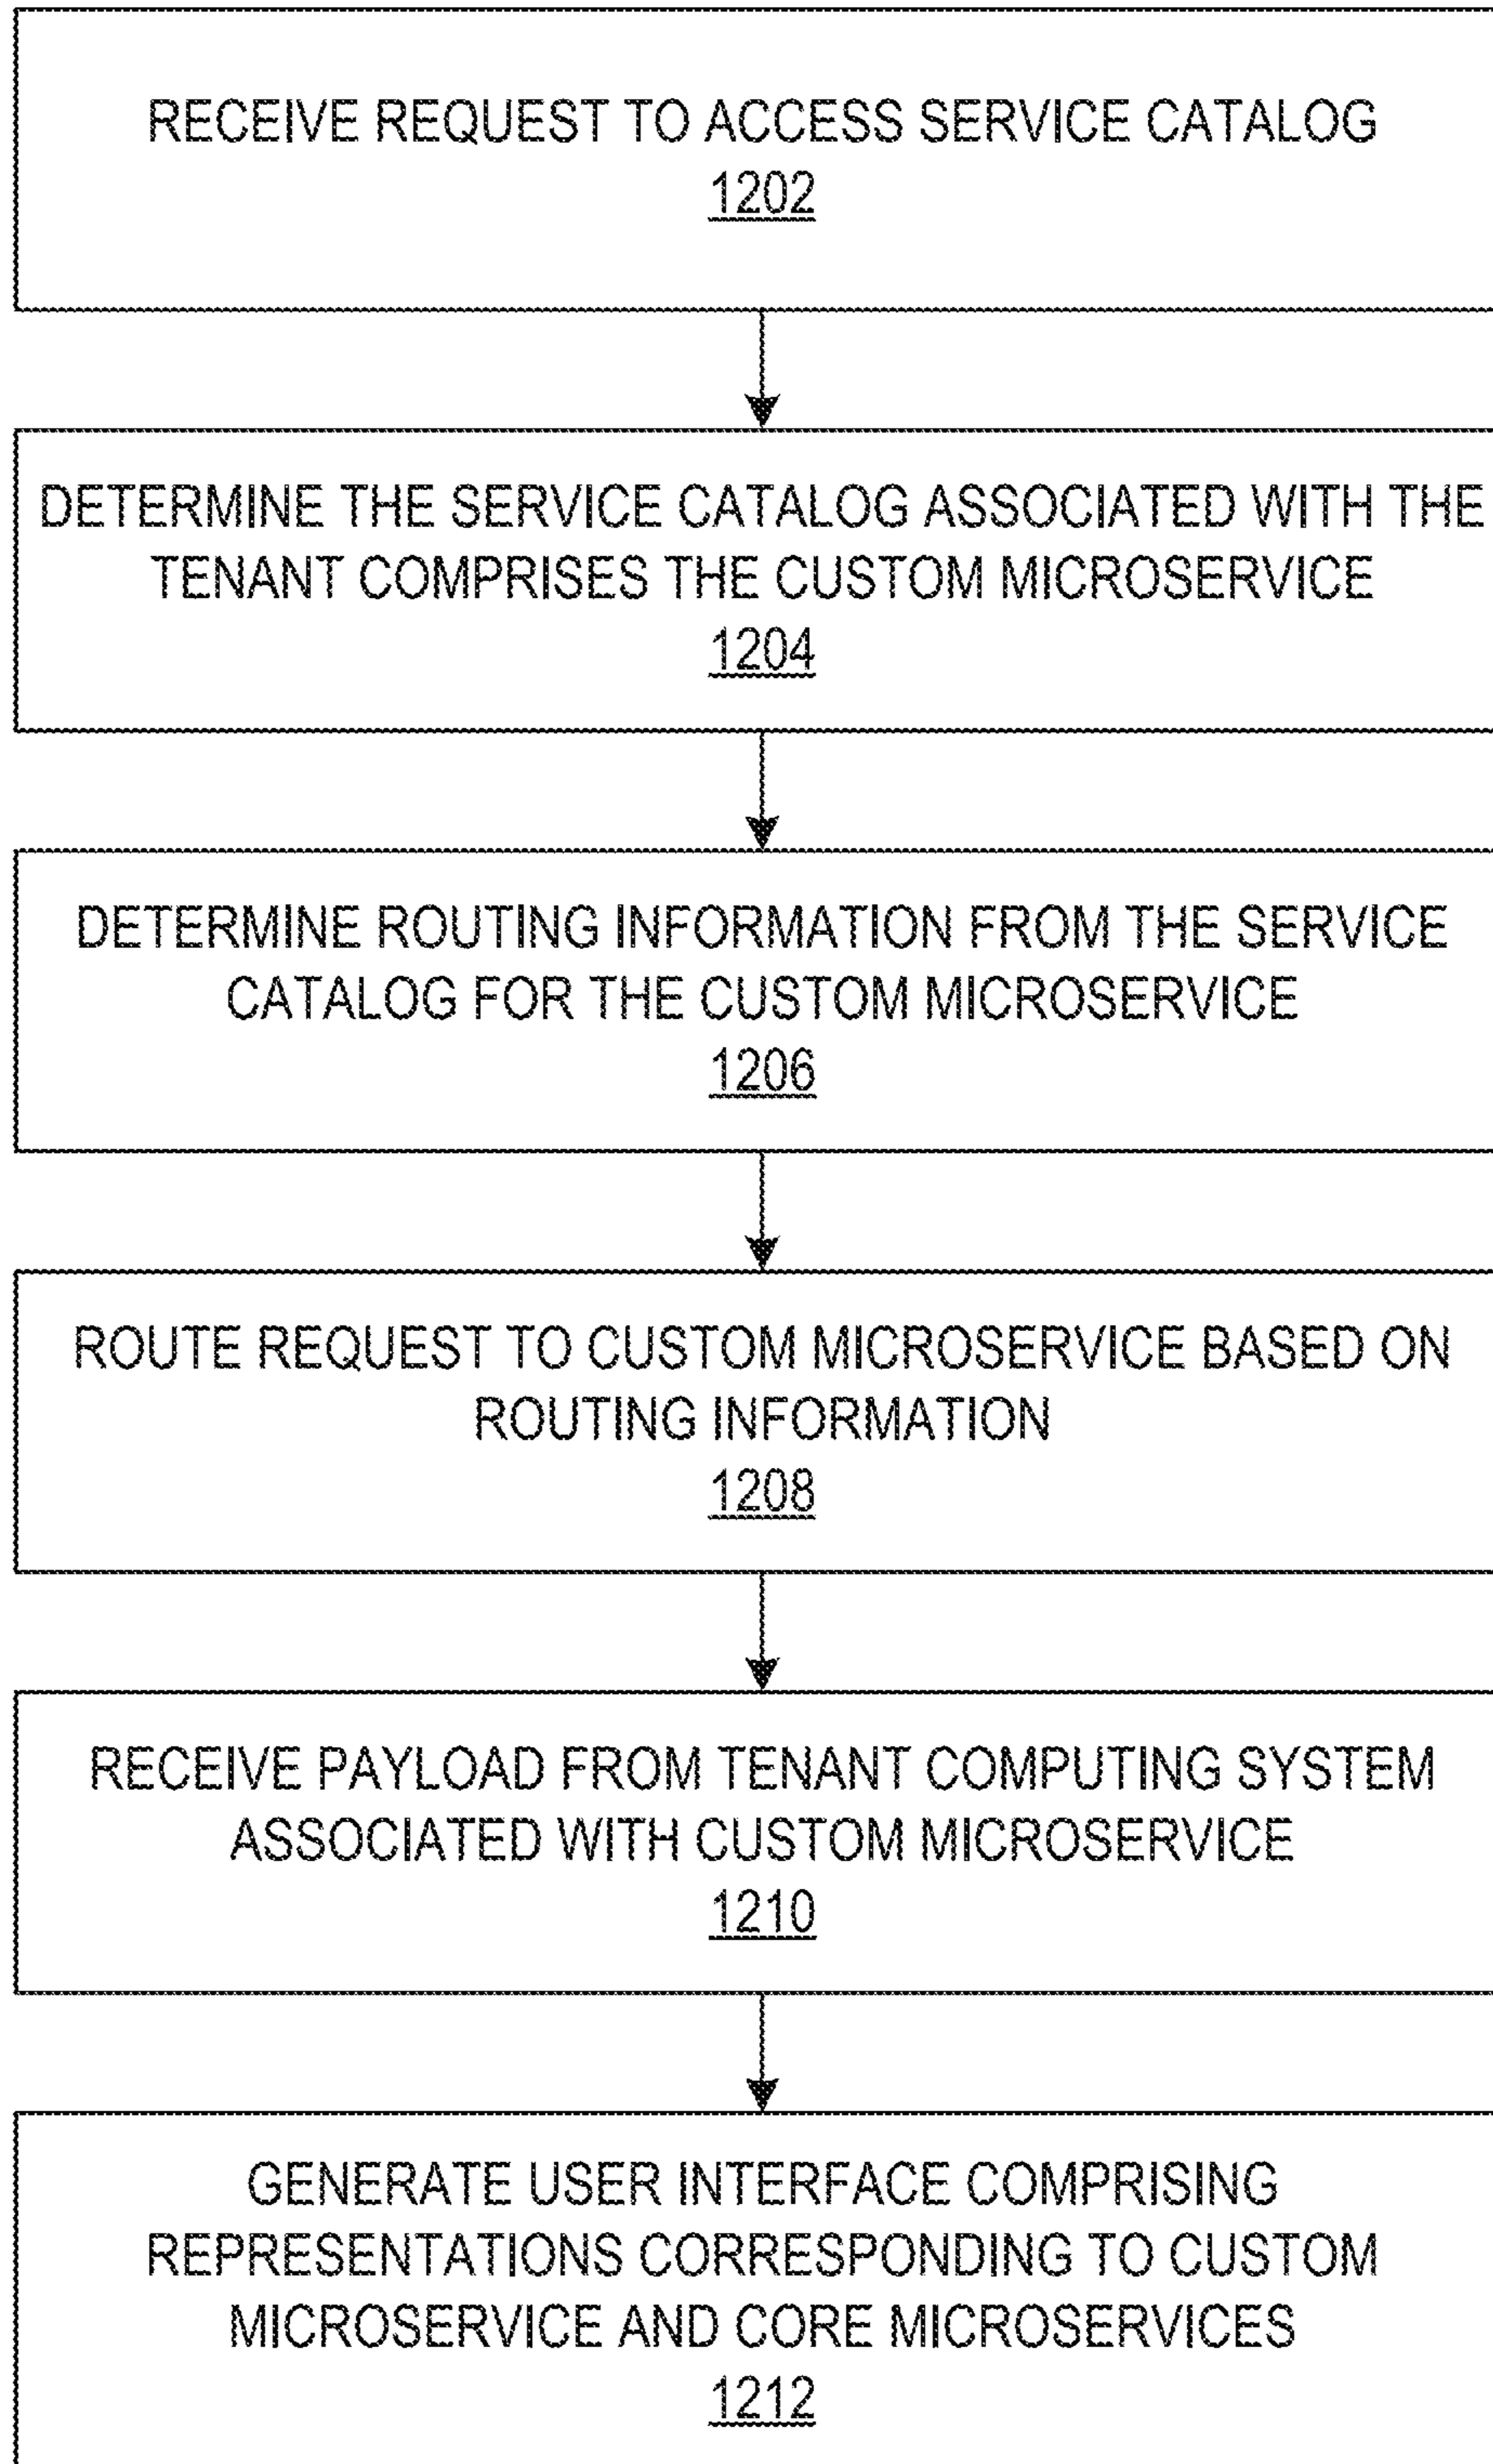 RECEIVE REQUEST TO ACCESS SERVICE CATALOG
1202
DETERMINE THE SERVICE CATALOG ASSOCIATED WITH THE
TENANT COMPRISES THE CUSTOM MICROSERVICE
1204
DETERMINE ROUTING INFORMATION FROM THE SERVICE
CATALOG FOR THE CUSTOM MICROSERVICE
1206
ROUTE REQUEST TO CUSTOM MICROSERVICE BASED ON
ROUTING INFORMATION
1208
RECEIVE PAYLOAD FROM TENANT COMPUTING SYSTEM
ASSOCIATED WITH CUSTOM MICROSERVICE
1210
GENERATE USER INTERFACE COMPRISING
REPRESENTATIONS CORRESPONDING TO CUSTOM
MICROSERVICE AND CORE MICROSERVICES
1212